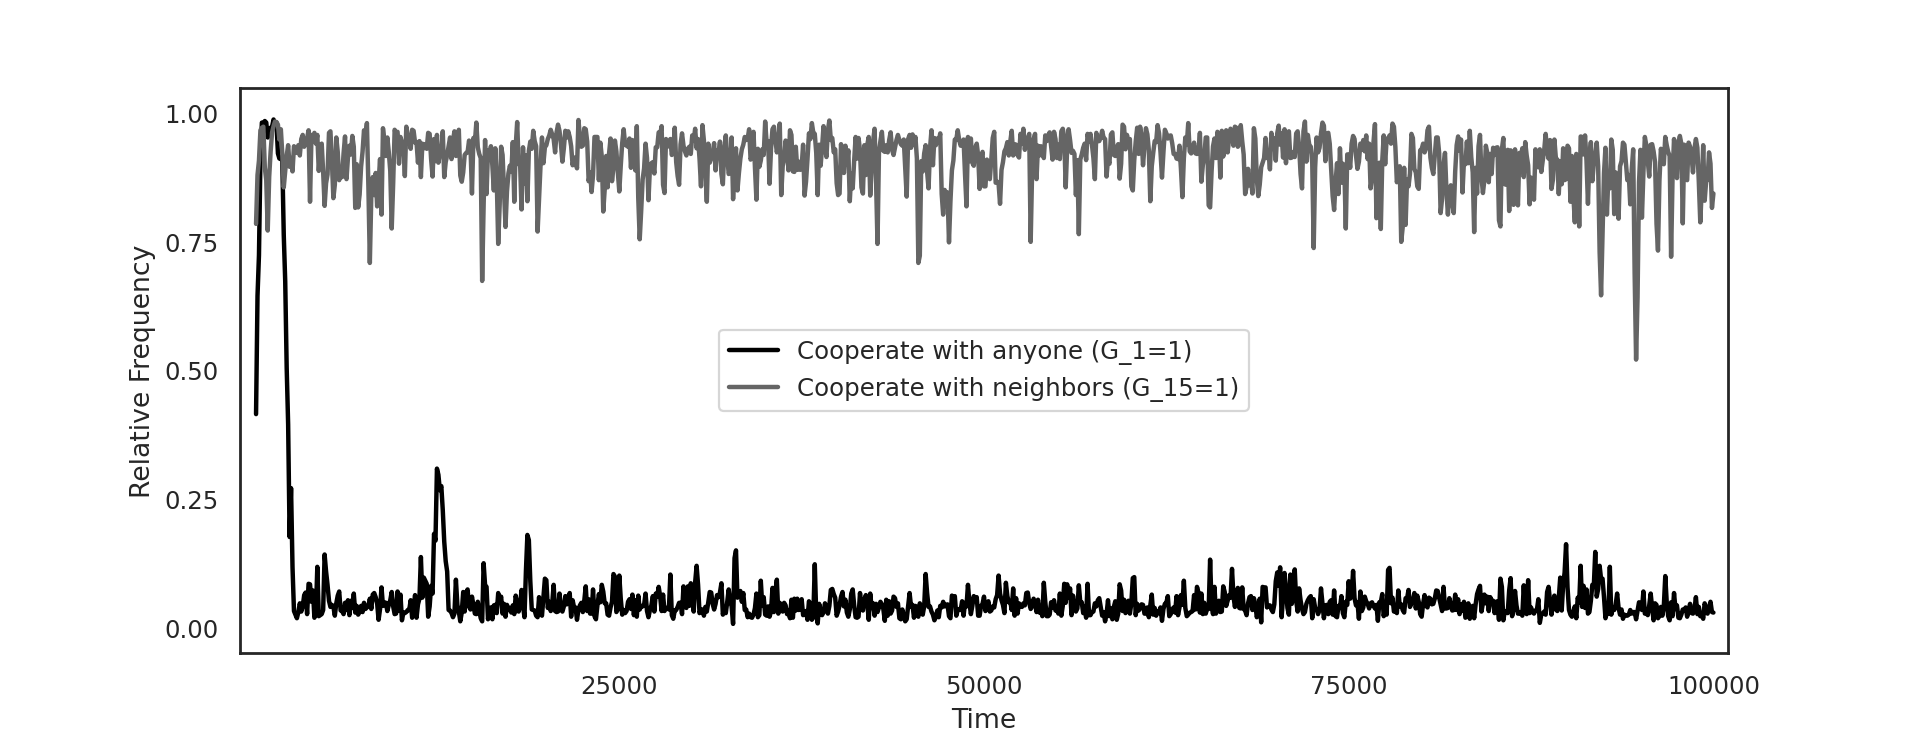 1.00
0.75
0.50
0.25
0.00
Relative Frequency
Cooperate with anyone (G_1=1)
Cooperate with neighbors (G_15=1)
25000
50000
75000
100000
Time